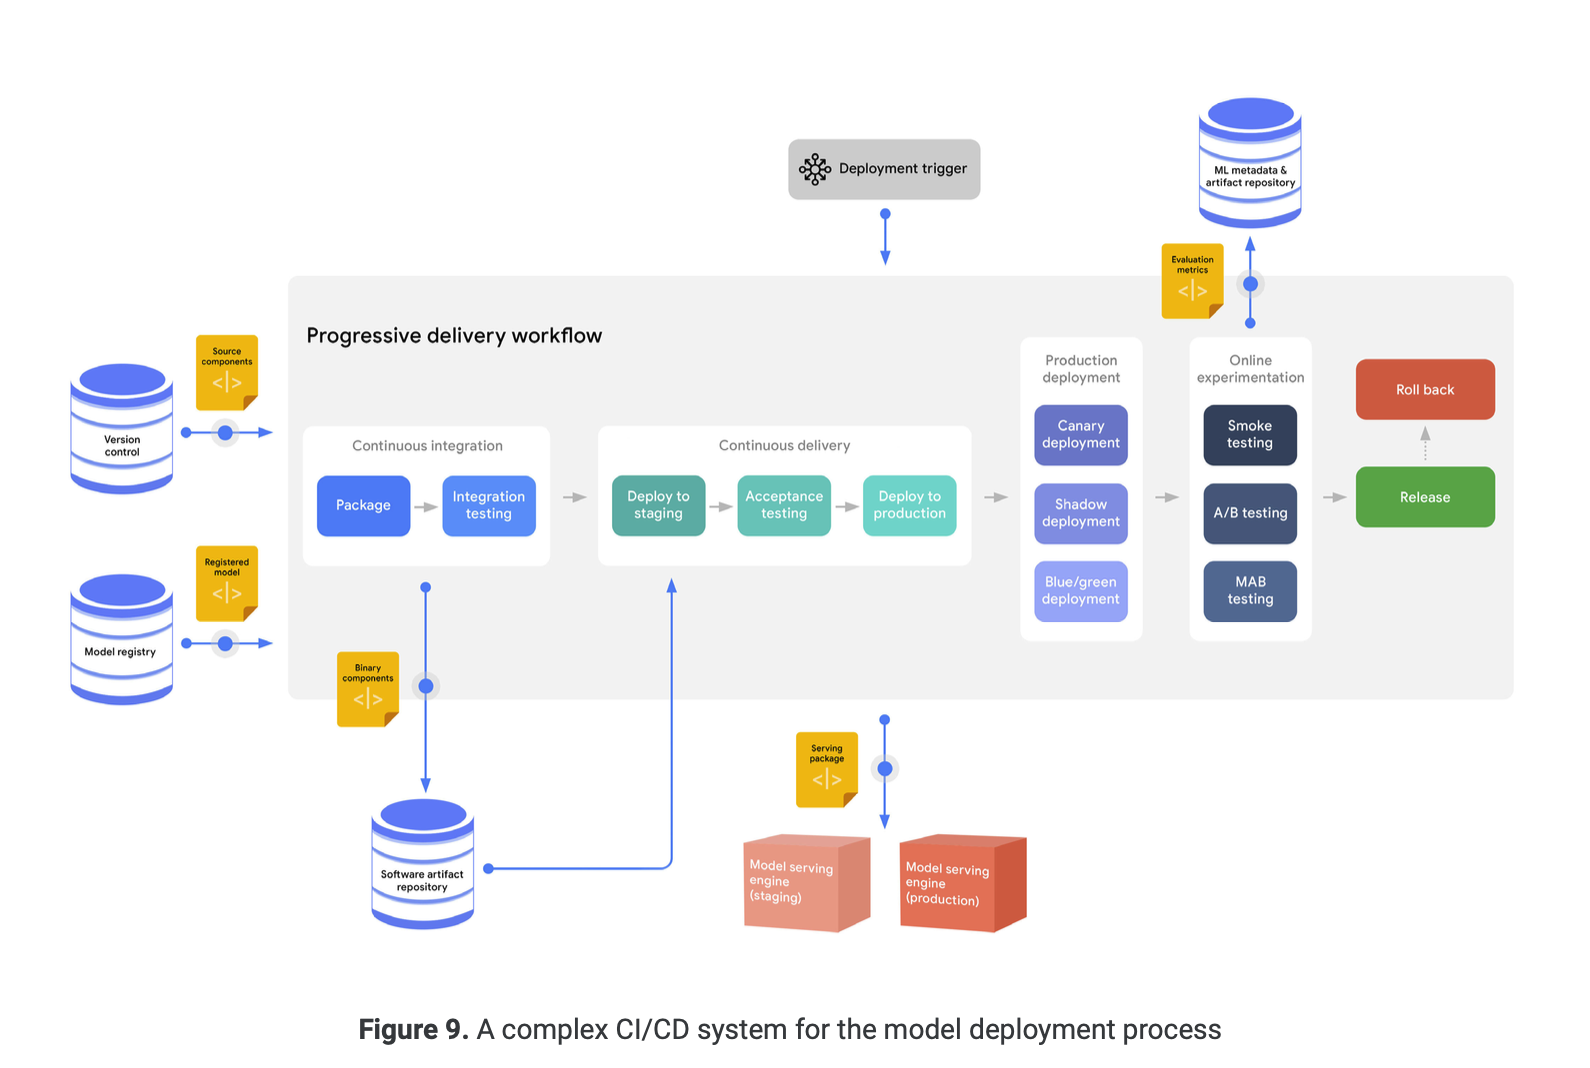 Deployment trigger
ML metadata &
artifact repository
Evaluation
metrics
</>
Progressive delivery workflow
Source
components
</>
Version
control
Registered
model
</>
Model registry
Continuous integration
Package
Integration
testing
Continuous delivery
Deploy to
staging
Acceptance
testing
Deploy to
production
Production
deployment
Canary
deployment
Shadow
deployment
Blue/green
deployment
Online
experimentation
Smoke
testing
A/B testing
MAB
testing
Roll back
Release
Binary
components
</>
Software artifact
repository
Serving
package
</>
Model serving
engine
(staging)
Model serving
engine
(production)
Figure 9. A complex CI/CD system for the model deployment process